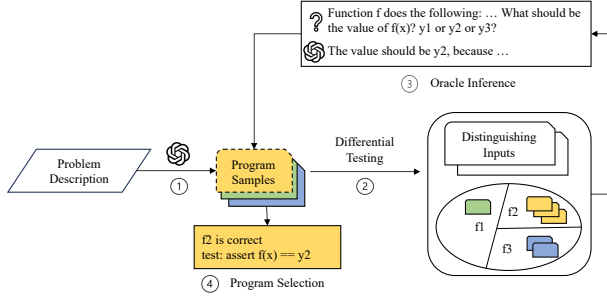 Function f does the following: … What should be
the value of f(x)? y1 or y2 or y3?
The value should be y2, because …
3 Oracle Inference
Problem
Description
1
Program
Samples
Differential
Testing
2
Distinguishing
Inputs
f1
f2
f3
f2 is correct
test: assert f(x) == y2
4 Program Selection